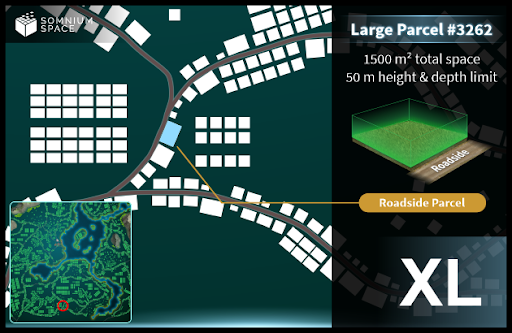 SOMNIUM
SPACE
Large Parcel #3262
1500 m² total space
50 m height & depth limit
Roadside
Roadside Parcel
XL